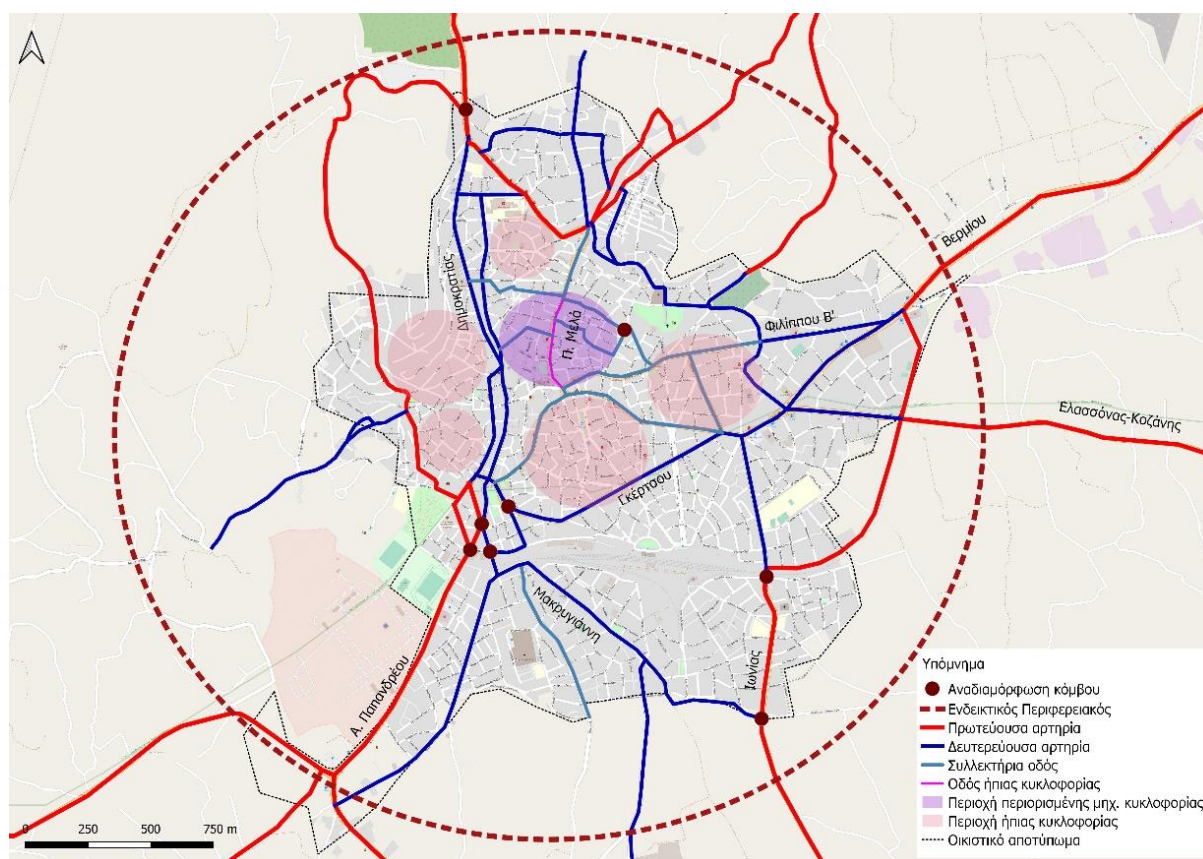 Βερμίου
Δημοκρατίας
Π. Μελά
Φιλίππου Β'
Ελασσόνας-Κοζάνης
Γκέρτσου
Μακρυγιάννη
Ιωνίας
Α. Παπανδρέου
Υπόμνημα
Αναδιαμόρφωση κόμβου
Ενδεικτικός Περιφερειακός
Πρωτεύουσα αρτηρία
Δευτερεύουσα αρτηρία
Συλλεκτήρια οδός
Οδός ήπιας κυκλοφορίας
Περιοχή περιορισμένης μηχ. κυκλοφορίας
Περιοχή ήπιας κυκλοφορίας
Οικιστικό αποτύπωμα
0 250 500 750 m